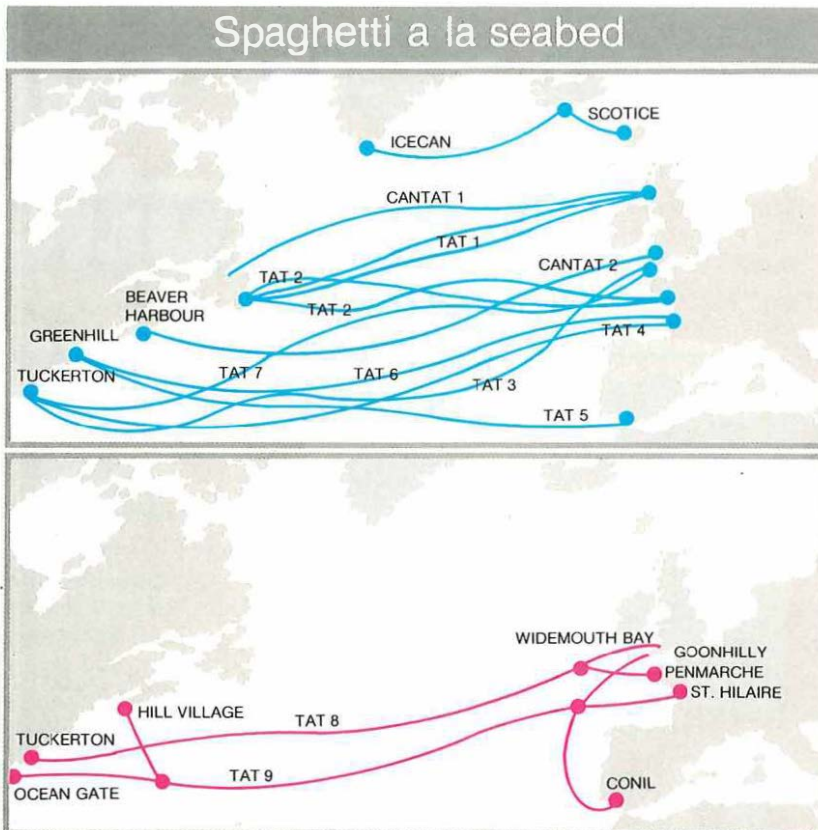 Spaghetti a la seabed
SCOTICE
ICECAN
CANTAT 1
TAT 1
CANTAT 2
TAT 2
BEAVER
HARBOUR
TAT 2
GREENHILL
TAT 4
TUCKERTON
TAT 7
TAT 6
TAT 3
TAT 5
WIDEMOUTH BAY
GOONHILLY
PENMARCHE
ST. HILAIRE
HILL VILLAGE
TAT 8
TUCKERTON
TAT 9
OCEAN GATE
CONIL